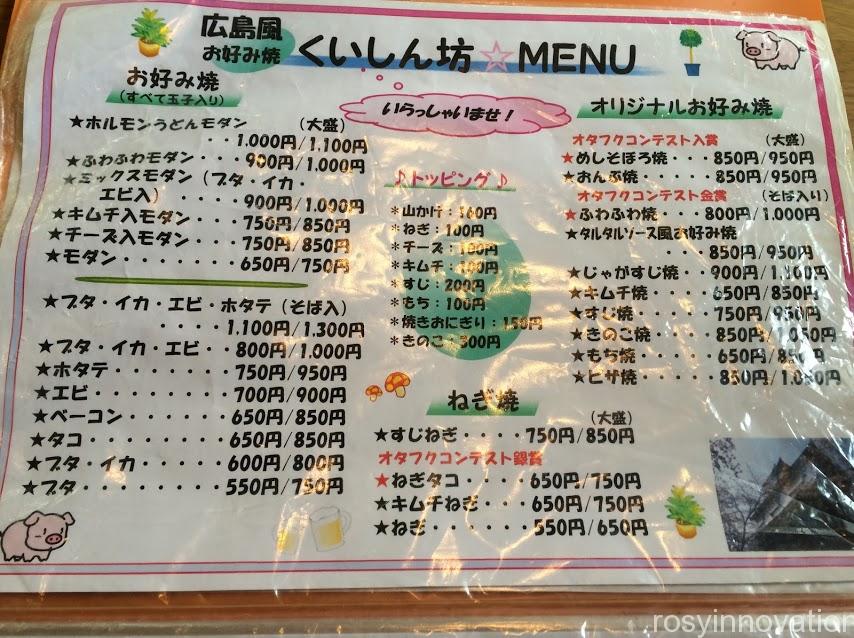 広島風
お好み焼 くいしん坊☆MENU
お好み焼
(すべて玉子入り)
★ホルモンうどんモダン (大盛)
・・1.000円/1.100円
★ふわふわモダン・・900円/1.000円
★ミックスモダン(ブタ・イカ・
エビ入)・・・・900円/1.000円
★キムチ入モダン・・・750円/850円
★チーズ入モダン・・・750円/850円
★モダン・・・・・・・650円/750円
★ブタ・イカ・エビ・ホタテ(そば入)
・・・・1.100円/1.300円
★ブタ・イカ・エビ・・800円/1.000円
★ホタテ・・・・・・・750円/950円
★エビ・・・・・・・・700円/900円
★ベーコン・・・・・・650円/850円
★タコ・・・・・・・・650円/850円
★ブタ・イカ・・・・・600円/800円
★ブタ・・・・・・・・550円/750円
いらっしゃいませ!
♪トッピング♪
*山かけ:160円
*ねぎ:100円
*チーズ:100円
*キムチ:100円
*すじ:200円
*もち:100円
*焼きおにぎり:150円
*きのこ:300円
ねぎ焼
(大盛)
★すじねぎ・・・・750円/850円
オタフクコンテスト銀賞
★ねぎタコ・・・・650円/750円
★キムチねぎ・・・650円/750円
★ねぎ・・・・・・550円/650円
オリジナルお好み焼
オタフクコンテスト入賞 (大盛)
★めしそぼろ焼・・・850円/950円
★おんぶ焼・・・・・850円/950円
オタフクコンテスト金賞 (そば入り)
★ふわふわ焼・・・・800円/1.000円
★タルタルソース風お好み焼
・・・850円/950円
★じゃがすじ焼・・900円/1.100円
★キムチ焼・・・・650円/850円
★すじ焼・・・・・750円/950円
★きのこ焼・・・・850円/1.050円
★もち焼・・・・・650円/850円
★ピザ焼・・・・・850円/1.050円
rosyinnovation